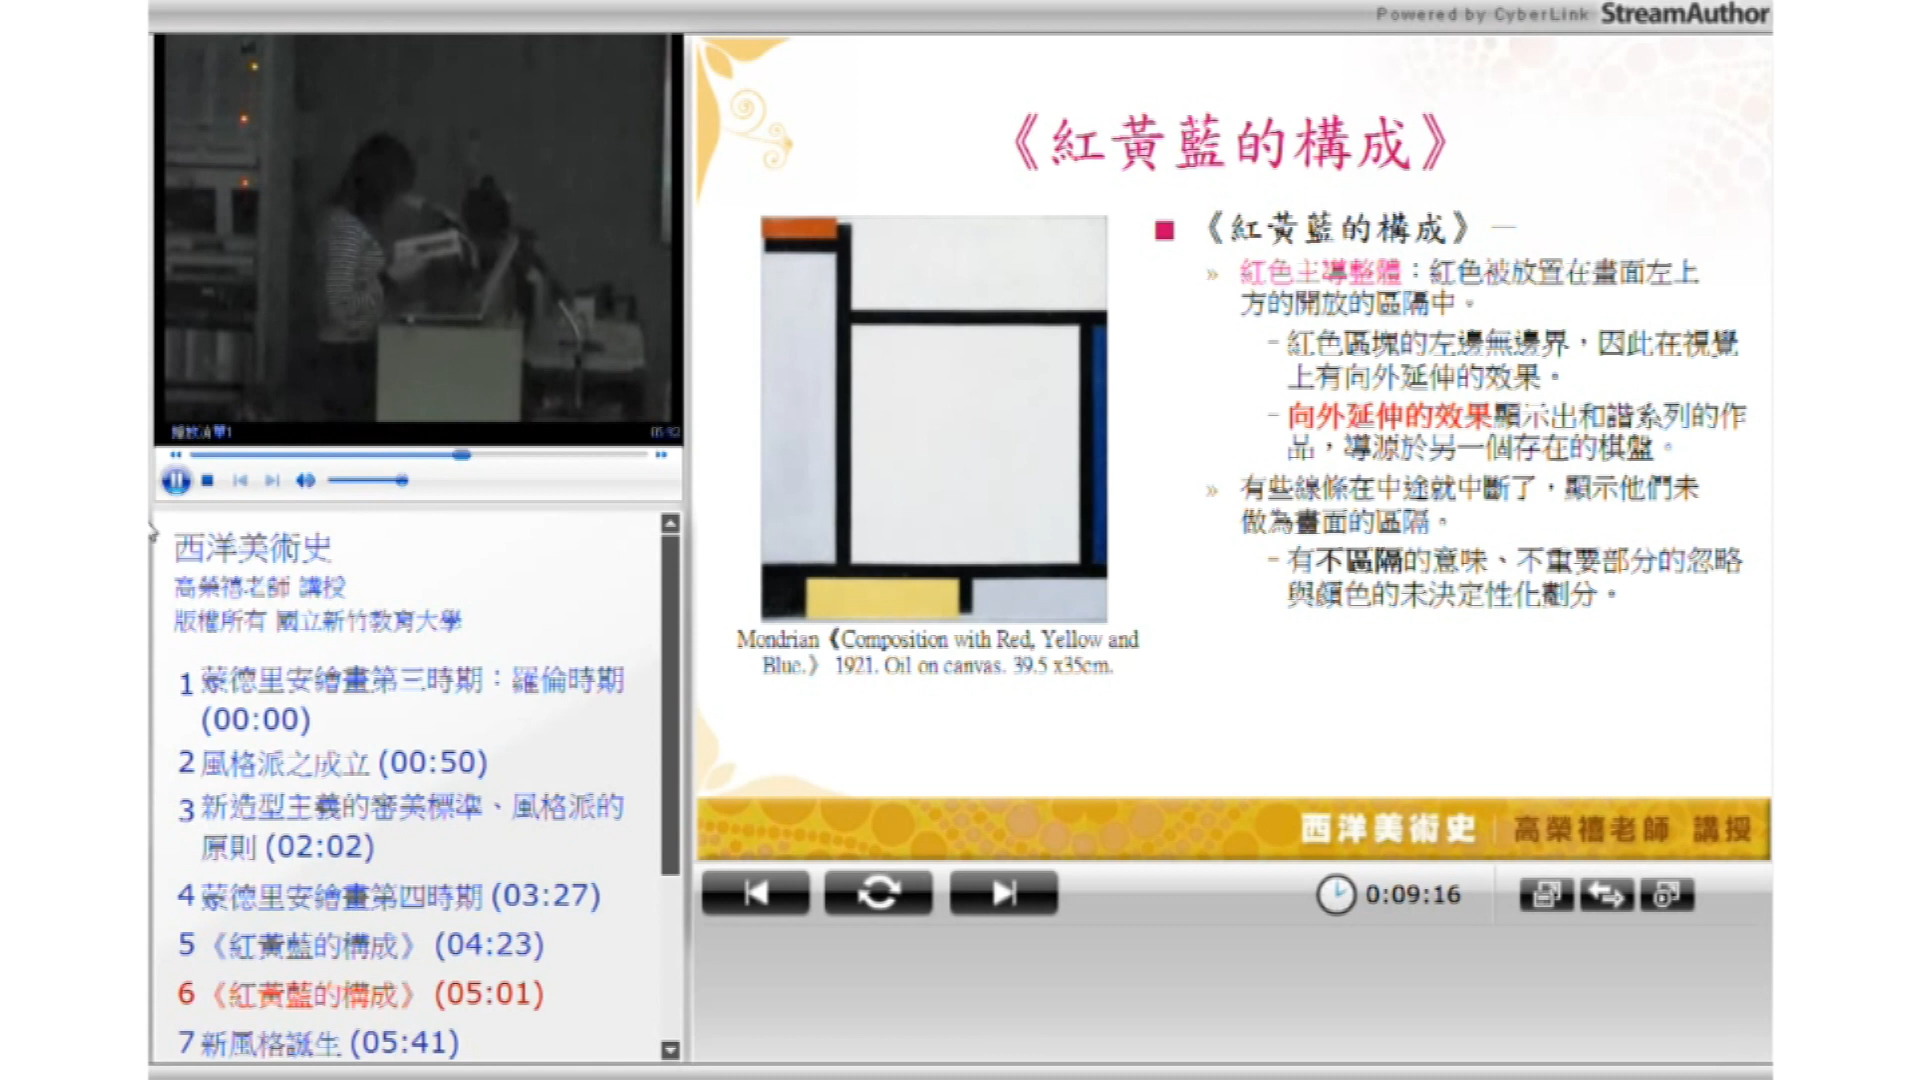 Powered by CyberLink StreamAuthor
《紅黃藍的構成》
《紅黃藍的構成》—
» 紅色主導整體：紅色被放置在畫面左上
方的開放的區隔中。
- 紅色區塊的左邊無邊界，因此在視覺
上有向外延伸的效果。
- 向外延伸的效果顯示出和諧系列的作
品，導源於另一個存在的棋盤。
» 有些線條在中途就中斷了，顯示他們未
做為畫面的區隔。
- 有不區隔的意味、不重要部分的忽略
與顏色的未決定性化劃分。
Mondrian《Composition with Red, Yellow and
Blue.》 1921. Oil on canvas. 39.5 x35cm.
西洋美術史 | 高榮禧老師 講授
0:09:16
播放清單1
西洋美術史
高榮禧老師 講授
版權所有 國立新竹教育大學
1 蒙德里安繪畫第三時期：羅倫時期
(00:00)
2 風格派之成立 (00:50)
3 新造型主義的審美標準、風格派的
原則 (02:02)
4 蒙德里安繪畫第四時期 (03:27)
5 《紅黃藍的構成》 (04:23)
6 《紅黃藍的構成》 (05:01)
7 新風格誕生 (05:41)